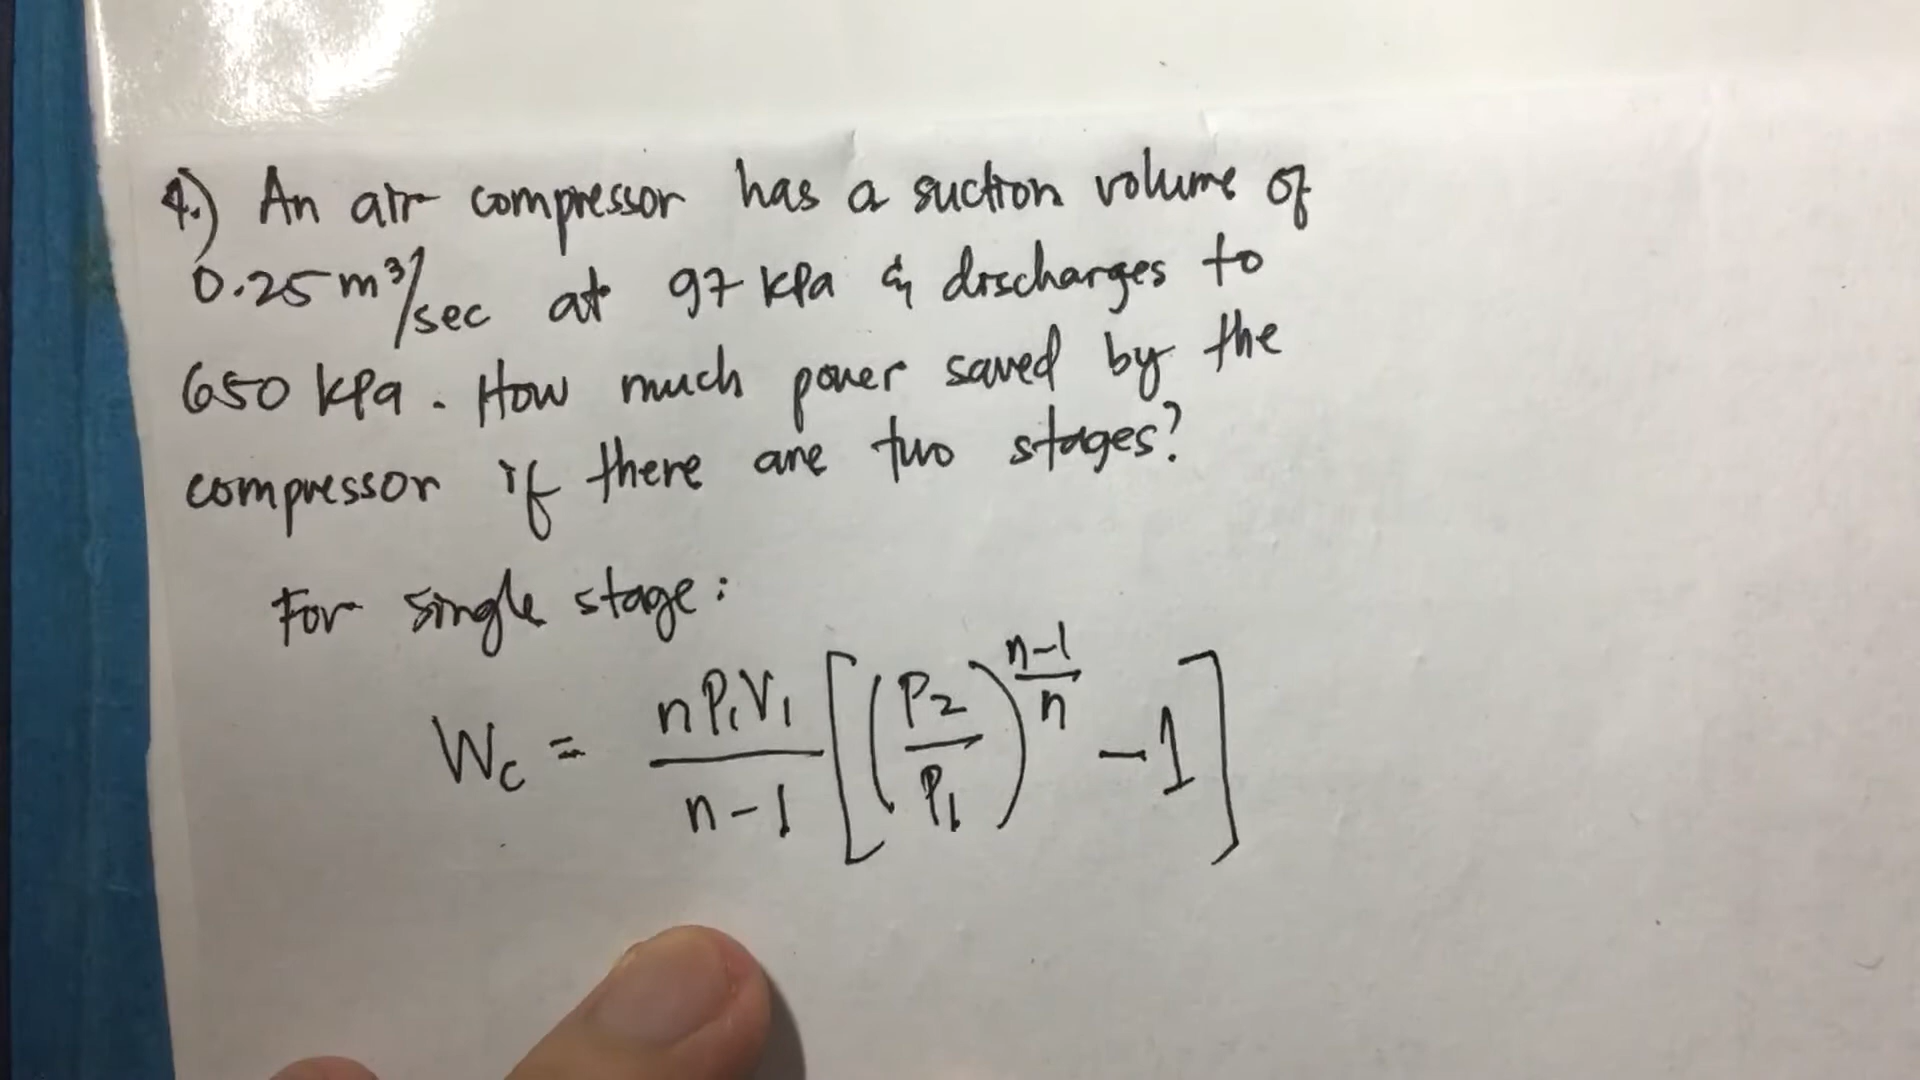 4.) An air compressor has a suction volume of
0.25 m³/sec at 97 kPa & discharges to
650 kPa. How much power saved by the
compressor if there are two stages?
For single stage:
Wc = nP₁V₁/(n-1) [(P₂/P₁)^((n-1)/n) - 1]